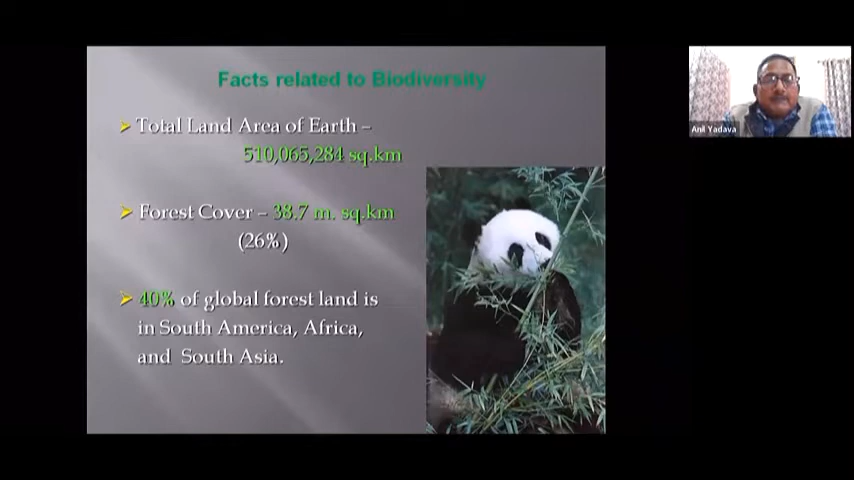 Facts related to Biodiversity
Total Land Area of Earth –
510,065,284 sq.km
Forest Cover – 38.7 m. sq.km
(26%)
40% of global forest land is
in South America, Africa,
and South Asia.
Anil Yadava